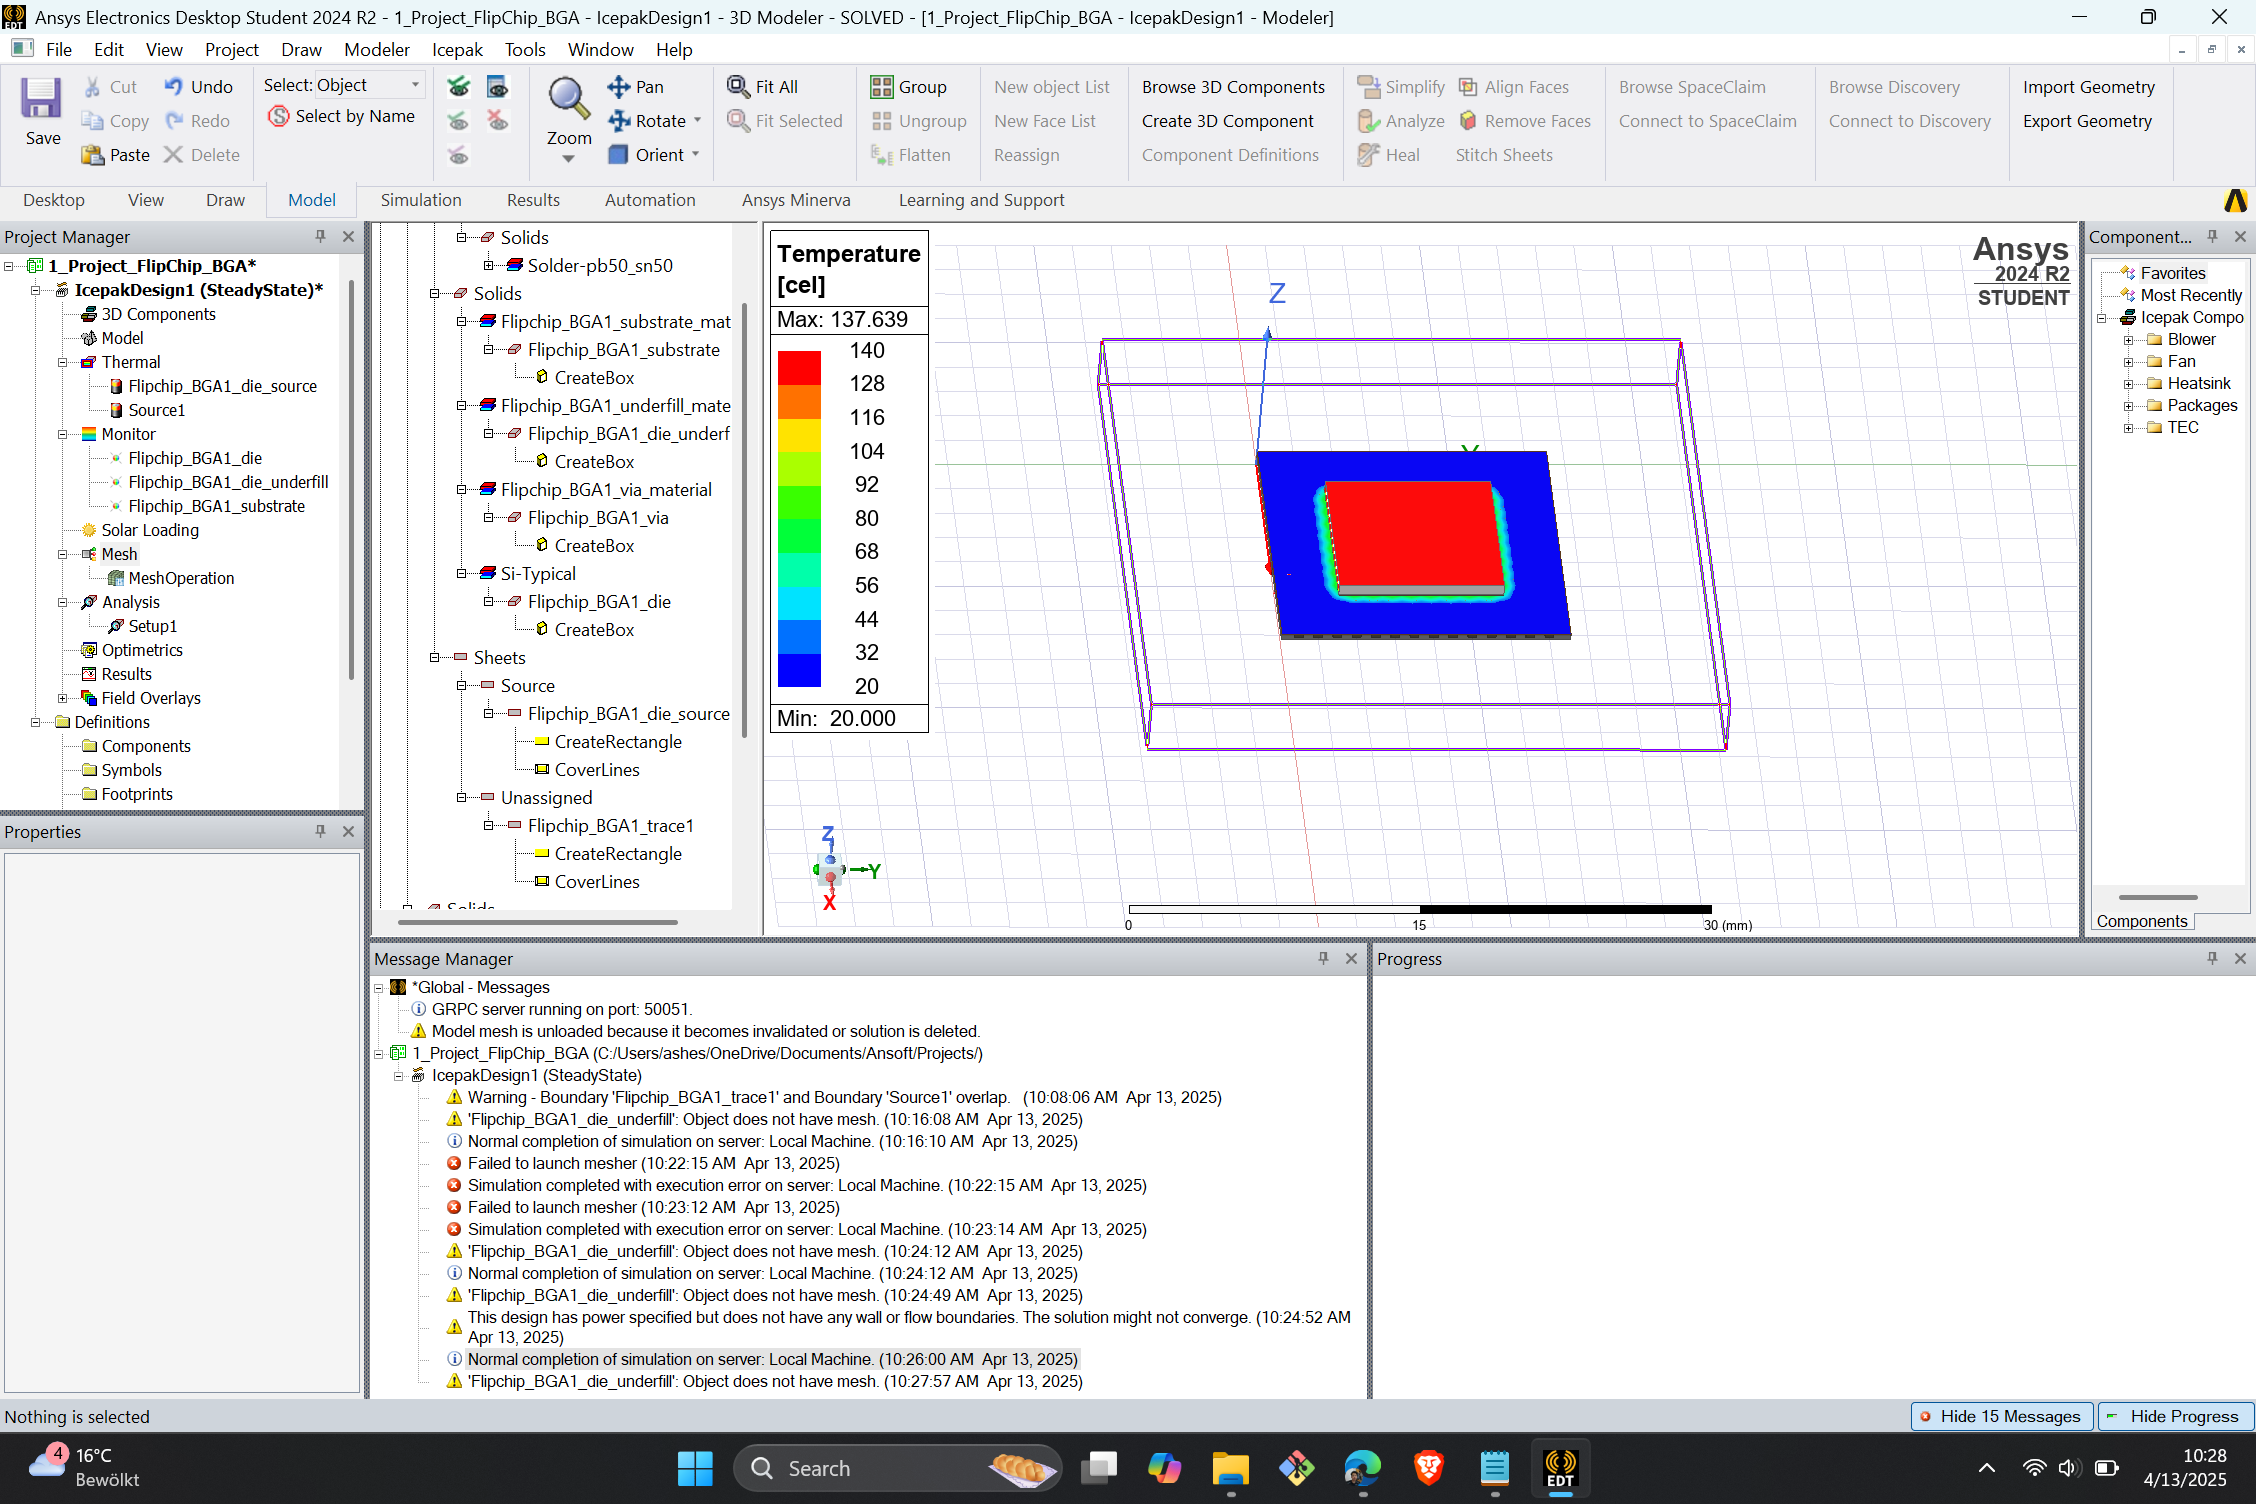 Ansys Electronics Desktop Student 2024 R2 - 1_Project_FlipChip_BGA - IcepakDesign1 - 3D Modeler - SOLVED - [1_Project_FlipChip_BGA - IcepakDesign1 - Modeler]
File Edit View Project Draw Modeler Icepak Tools Window Help
Save
Cut
Copy
Paste
Undo
Redo
Delete
Select: Object
Select by Name
Zoom
Pan
Rotate
Orient
Fit All
Fit Selected
Group
Ungroup
Flatten
New object List
New Face List
Reassign
Browse 3D Components
Create 3D Component
Component Definitions
Simplify
Analyze
Heal
Align Faces
Remove Faces
Stitch Sheets
Browse SpaceClaim
Connect to SpaceClaim
Browse Discovery
Connect to Discovery
Import Geometry
Export Geometry
Desktop View Draw Model Simulation Results Automation Ansys Minerva Learning and Support
Project Manager
1_Project_FlipChip_BGA*
IcepakDesign1 (SteadyState)*
3D Components
Model
Thermal
Flipchip_BGA1_die_source
Source1
Monitor
Flipchip_BGA1_die
Flipchip_BGA1_die_underfill
Flipchip_BGA1_substrate
Solar Loading
Mesh
MeshOperation
Analysis
Setup1
Optimetrics
Results
Field Overlays
Definitions
Components
Symbols
Footprints
Properties
Solids
Solder-pb50_sn50
Solids
Flipchip_BGA1_substrate_mat
Flipchip_BGA1_substrate
CreateBox
Flipchip_BGA1_underfill_mate
Flipchip_BGA1_die_underf
CreateBox
Flipchip_BGA1_via_material
Flipchip_BGA1_via
CreateBox
Si-Typical
Flipchip_BGA1_die
CreateBox
Sheets
Source
Flipchip_BGA1_die_source
CreateRectangle
CoverLines
Unassigned
Flipchip_BGA1_trace1
CreateRectangle
CoverLines
Solids
Temperature
[cel]
Max: 137.639
140
128
116
104
92
80
68
56
44
32
20
Min: 20.000
Z
Y
Ansys
2024 R2
STUDENT
Z
Y
X
0 15 30 (mm)
Component...
Favorites
Most Recently
Icepak Compo
Blower
Fan
Heatsink
Packages
TEC
Components
Message Manager
*Global - Messages
GRPC server running on port: 50051.
Model mesh is unloaded because it becomes invalidated or solution is deleted.
1_Project_FlipChip_BGA (C:/Users/ashes/OneDrive/Documents/Ansoft/Projects/)
IcepakDesign1 (SteadyState)
Warning - Boundary 'Flipchip_BGA1_trace1' and Boundary 'Source1' overlap. (10:08:06 AM Apr 13, 2025)
'Flipchip_BGA1_die_underfill': Object does not have mesh. (10:16:08 AM Apr 13, 2025)
Normal completion of simulation on server: Local Machine. (10:16:10 AM Apr 13, 2025)
Failed to launch mesher (10:22:15 AM Apr 13, 2025)
Simulation completed with execution error on server: Local Machine. (10:22:15 AM Apr 13, 2025)
Failed to launch mesher (10:23:12 AM Apr 13, 2025)
Simulation completed with execution error on server: Local Machine. (10:23:14 AM Apr 13, 2025)
'Flipchip_BGA1_die_underfill': Object does not have mesh. (10:24:12 AM Apr 13, 2025)
Normal completion of simulation on server: Local Machine. (10:24:12 AM Apr 13, 2025)
'Flipchip_BGA1_die_underfill': Object does not have mesh. (10:24:49 AM Apr 13, 2025)
This design has power specified but does not have any wall or flow boundaries. The solution might not converge. (10:24:52 AM
Apr 13, 2025)
Normal completion of simulation on server: Local Machine. (10:26:00 AM Apr 13, 2025)
'Flipchip_BGA1_die_underfill': Object does not have mesh. (10:27:57 AM Apr 13, 2025)
Progress
Nothing is selected
Hide 15 Messages
Hide Progress
4
16°C
Bewölkt
Search
EDT
10:28
4/13/2025